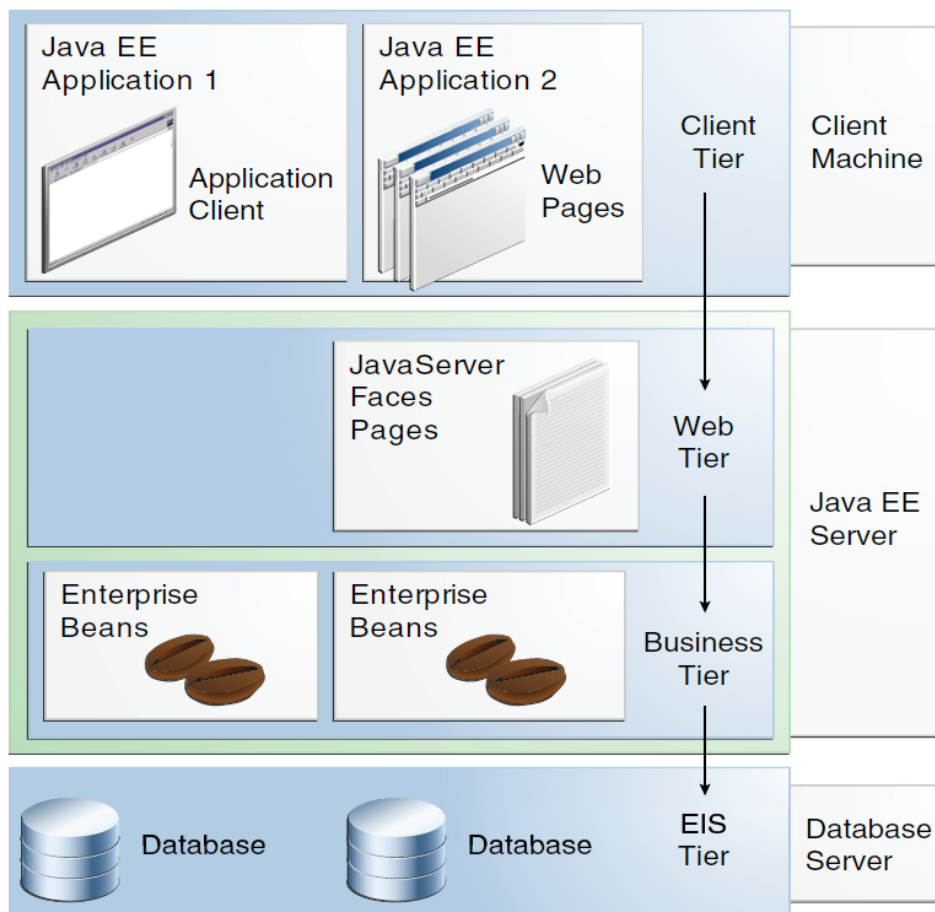 Java EE
Application 1
Application
Client
Java EE
Application 2
Web
Pages
Client
Tier
Client
Machine
JavaServer
Faces
Pages
Web
Tier
Java EE
Server
Enterprise
Beans
Enterprise
Beans
Business
Tier
Database
Database
EIS
Tier
Database
Server